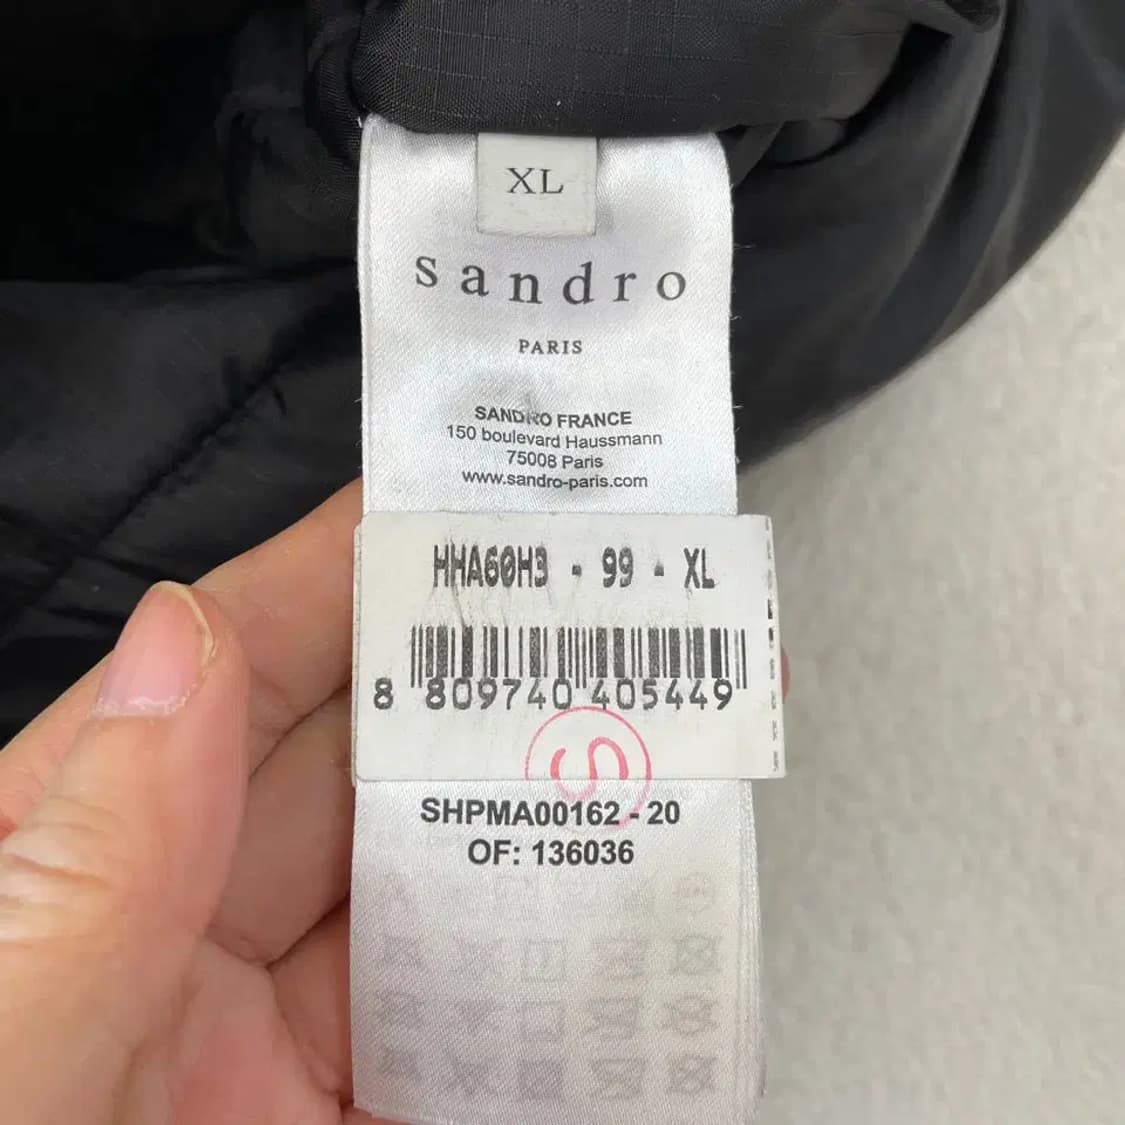 XL
sandro
PARIS
SANDRO FRANCE
150 boulevard Haussmann
75008 Paris
www.sandro-paris.com
HHA60H3 - 99 - XL
8 809740 405449
S
SHPMA00162 - 20
OF: 136036